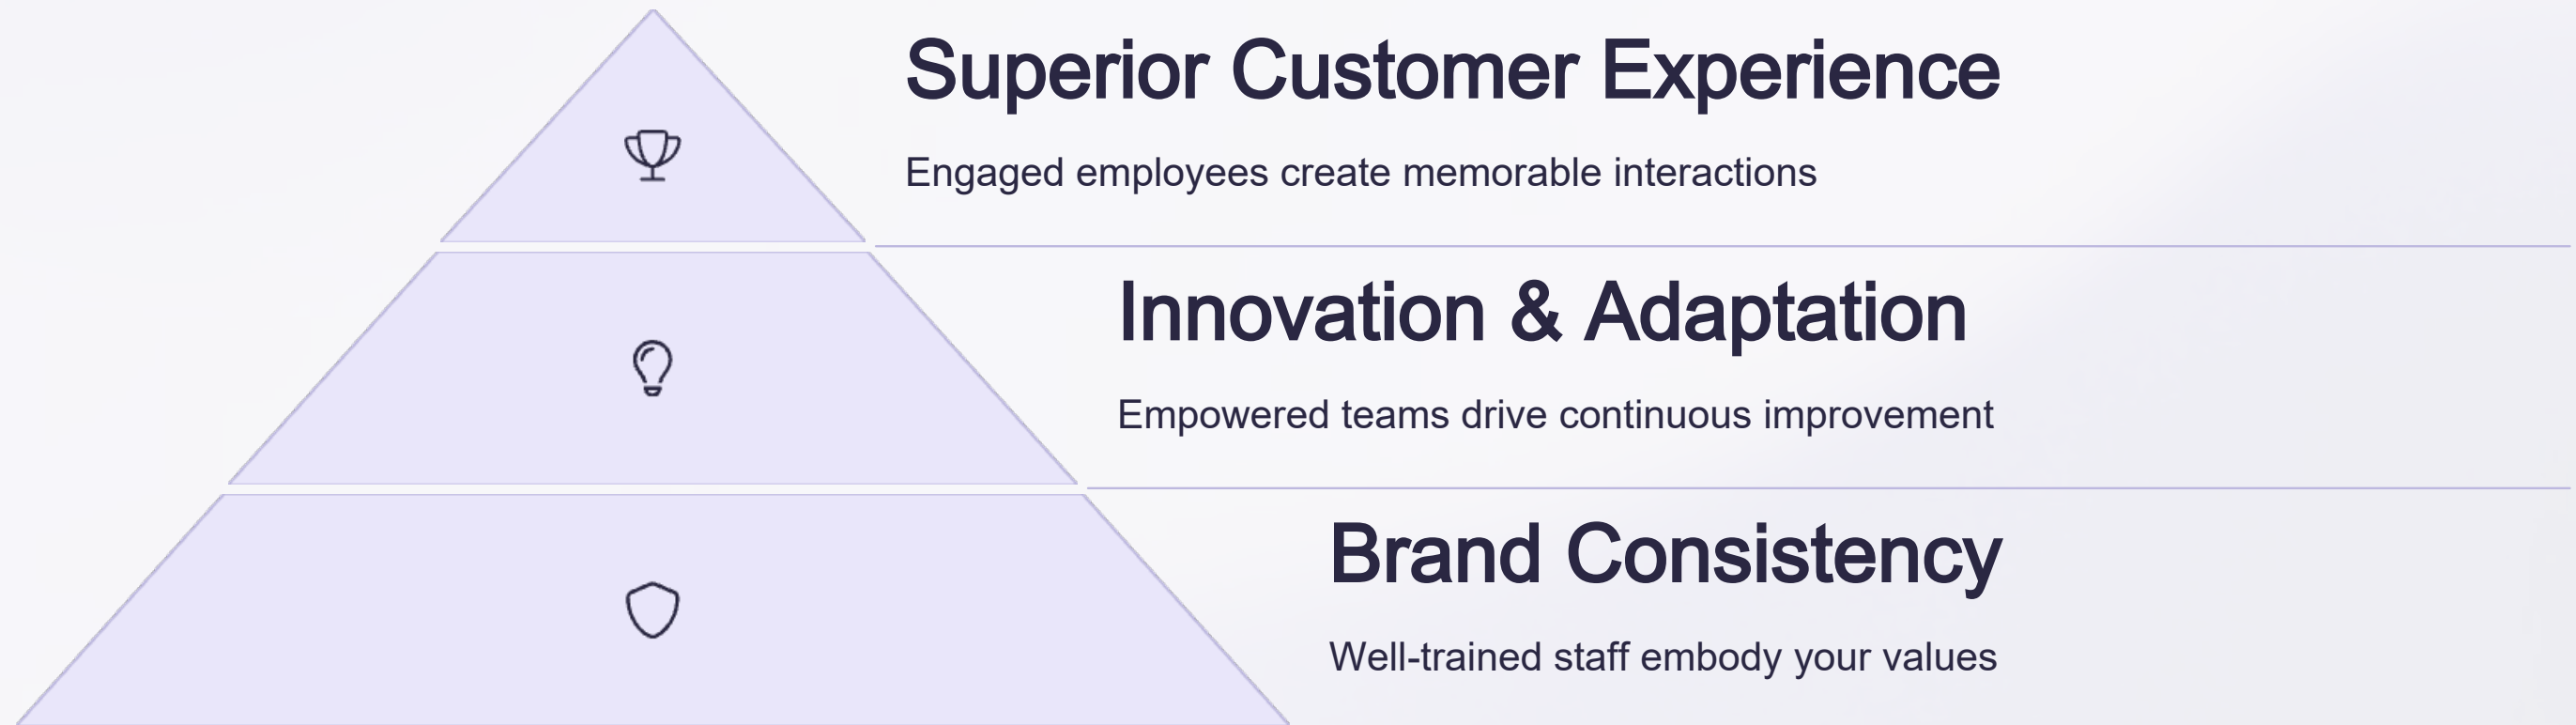 Superior Customer Experience
Engaged employees create memorable interactions
Innovation & Adaptation
Empowered teams drive continuous improvement
Brand Consistency
Well-trained staff embody your values